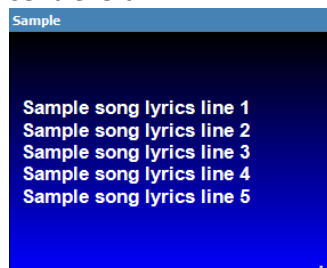 Sample
Sample song lyrics line 1
Sample song lyrics line 2
Sample song lyrics line 3
Sample song lyrics line 4
Sample song lyrics line 5